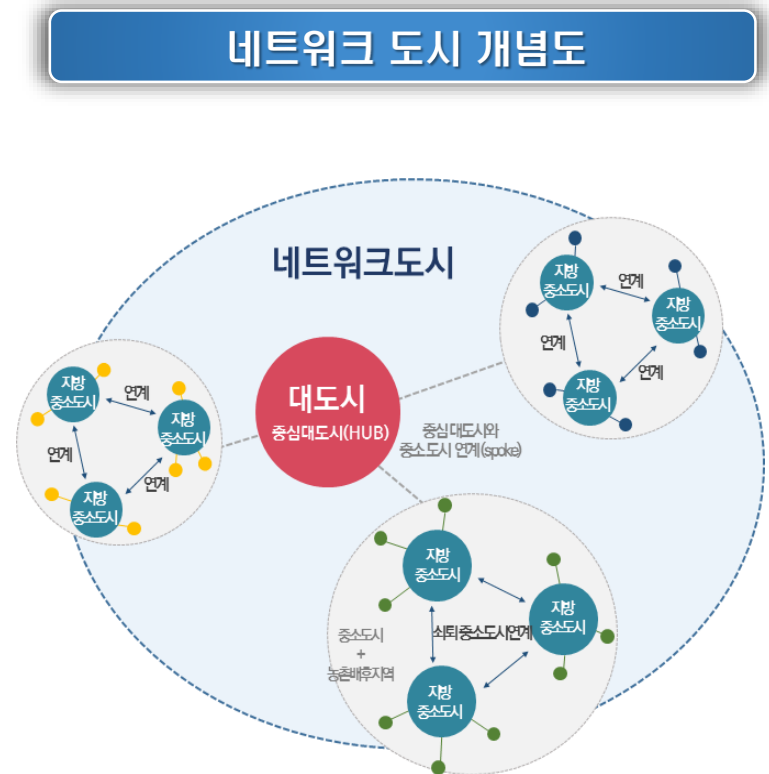 네트워크 도시 개념도
네트워크도시
지방
중소도시
연계
지방
중소도시
연계
연계
지방
중소도시
대도시
중심대도시(HUB)
중심대도시와
중소도시 연계(spoke)
지방
중소도시
연계
지방
중소도시
연계
연계
지방
중소도시
지방
중소도시
지방
중소도시
쇠퇴중소도시연계
중소도시
+
농촌배후지역
지방
중소도시